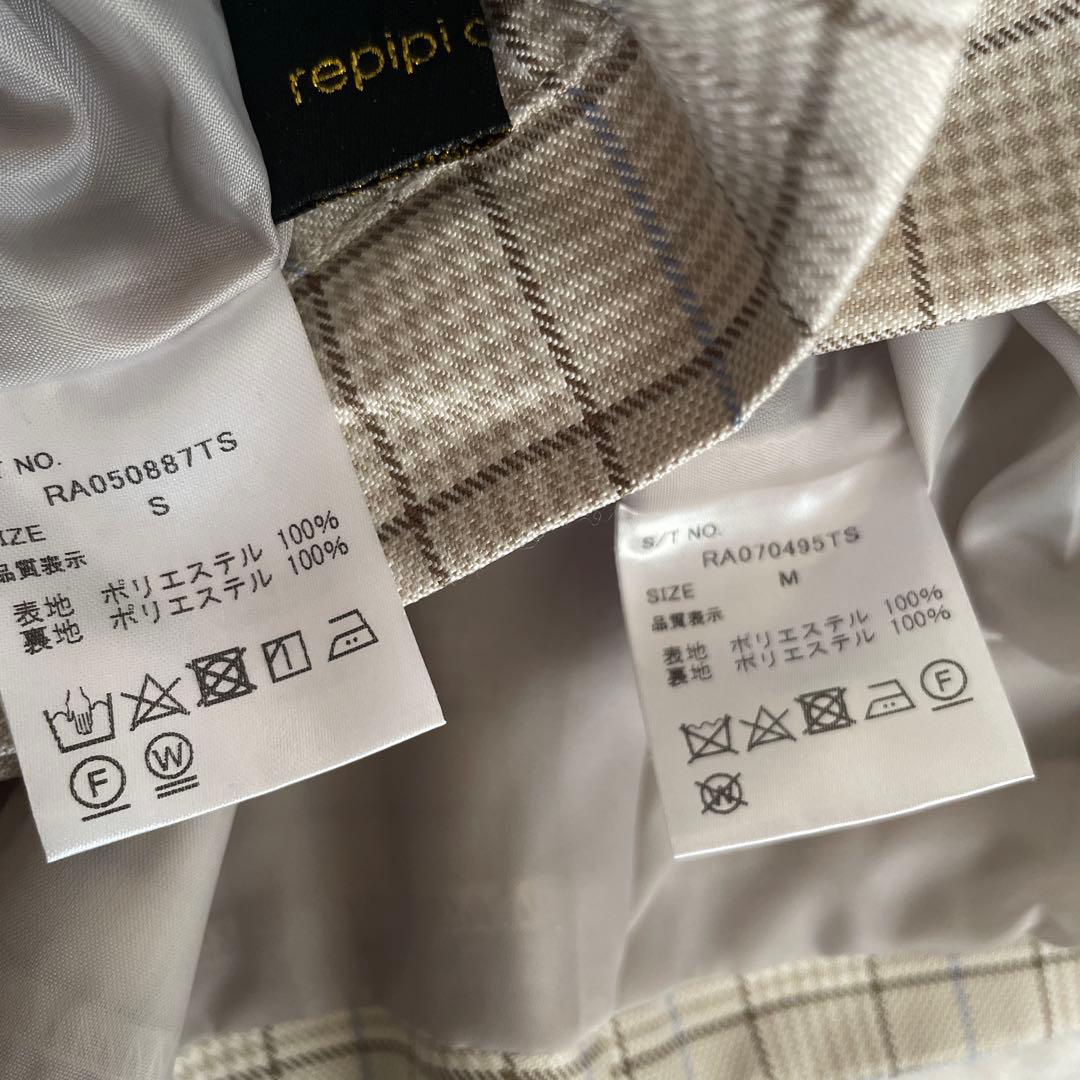 repipi
T NO.
RA050887TS
IZE
S
品質表示
表地 ポリエステル 100%
裏地 ポリエステル 100%
F W
S/T NO.
RA070495TS
SIZE
M
品質表示
表地 ポリエステル 100%
裏地 ポリエステル 100%
F
W